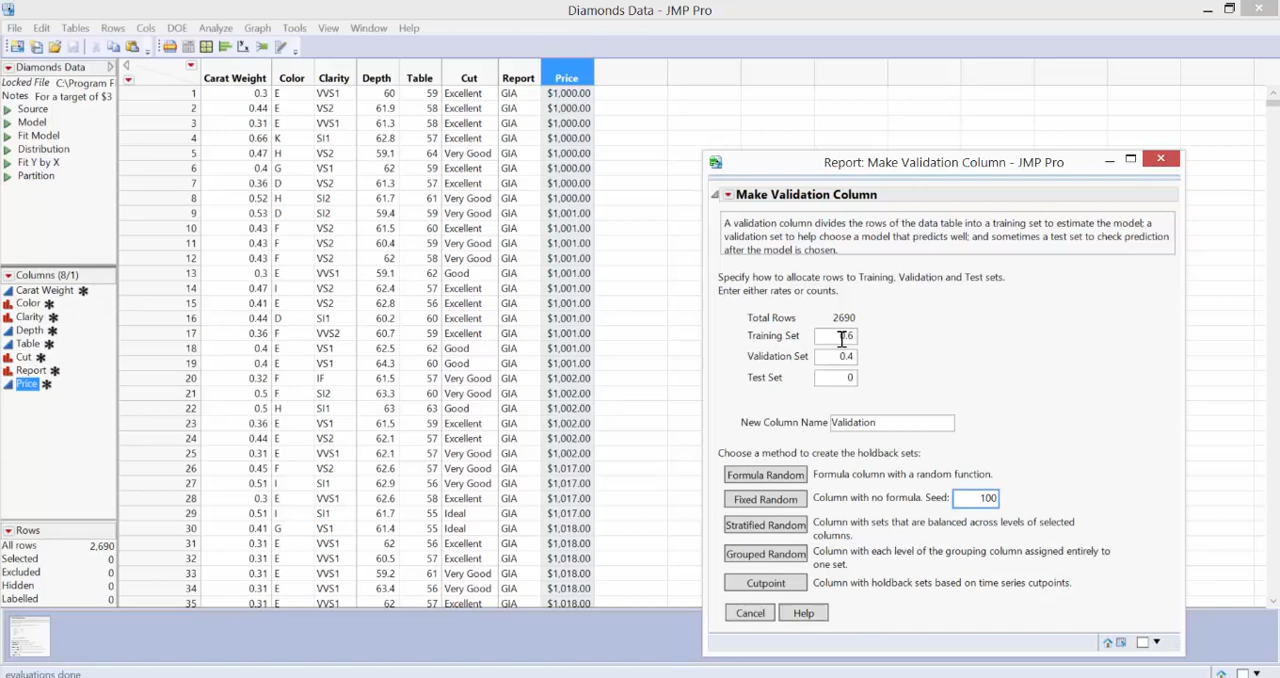 Diamonds Data - JMP Pro
File Edit Tables Rows Cols DOE Analyze Graph Tools View Window Help
Diamonds Data
Locked File C:\Program F
Notes For a target of $3
Source
Model
Fit Model
Distribution
Fit Y by X
Partition
Columns (8/1)
Carat Weight
Color
Clarity
Depth
Table
Cut
Report
Price
Rows
All rows 2,690
Selected 0
Excluded 0
Hidden 0
Labelled 0
Carat Weight Color Clarity Depth Table Cut Report Price
1 0.3 E VVS1 60 59 Excellent GIA $1,000.00
2 0.44 E VS2 61.9 58 Excellent GIA $1,000.00
3 0.31 E VVS1 61.3 58 Excellent GIA $1,000.00
4 0.66 K SI1 62.8 57 Excellent GIA $1,000.00
5 0.47 H VS2 59.1 64 Very Good GIA $1,000.00
6 0.4 G VS1 62 59 Excellent GIA $1,000.00
7 0.36 D VS2 61.3 57 Excellent GIA $1,000.00
8 0.52 H SI2 61.7 61 Very Good GIA $1,000.00
9 0.53 D SI2 59.4 60 Very Good GIA $1,001.00
10 0.43 F VS2 61.5 60 Excellent GIA $1,001.00
11 0.43 F VS2 60.4 59 Very Good GIA $1,001.00
12 0.43 F VS2 62 58 Very Good GIA $1,001.00
13 0.3 E VVS1 59.1 62 Good GIA $1,001.00
14 0.47 I VS2 62.4 57 Excellent GIA $1,001.00
15 0.41 E VS2 62.8 56 Excellent GIA $1,001.00
16 0.44 D SI1 60.2 60 Excellent GIA $1,001.00
17 0.36 F VVS2 60.7 59 Excellent GIA $1,001.00
18 0.4 E VS1 62.5 62 Good GIA $1,001.00
19 0.4 E VS1 64.3 60 Good GIA $1,001.00
20 0.32 F IF 61.5 57 Very Good GIA $1,002.00
21 0.5 F SI2 63.3 60 Very Good GIA $1,002.00
22 0.5 H SI1 63 63 Good GIA $1,002.00
23 0.36 E VS1 61.5 59 Excellent GIA $1,002.00
24 0.44 E VS2 62.1 57 Excellent GIA $1,002.00
25 0.31 E VVS1 62.1 57 Excellent GIA $1,002.00
26 0.45 F VS2 62.6 57 Very Good GIA $1,017.00
27 0.51 I SI1 62.9 56 Very Good GIA $1,017.00
28 0.3 E VVS1 62.6 58 Excellent GIA $1,017.00
29 0.51 I SI1 61.7 55 Ideal GIA $1,017.00
30 0.41 G VS1 61.4 55 Ideal GIA $1,018.00
31 0.31 E VVS1 62 56 Excellent GIA $1,018.00
32 0.31 E VVS1 60.5 57 Excellent GIA $1,018.00
33 0.31 E VVS1 59.2 61 Very Good GIA $1,018.00
34 0.31 E VVS1 63.4 56 Very Good GIA $1,018.00
35 0.31 E VVS1 62 57 Excellent GIA $1,018.00
Report: Make Validation Column - JMP Pro
Make Validation Column
A validation column divides the rows of the data table into a training set to estimate the model; a
validation set to help choose a model that predicts well; and sometimes a test set to check prediction
after the model is chosen.
Specify how to allocate rows to Training, Validation and Test sets.
Enter either rates or counts.
Total Rows 2690
Training Set 0.6
Validation Set 0.4
Test Set 0
New Column Name Validation
Choose a method to create the holdback sets:
Formula Random Formula column with a random function.
Fixed Random Column with no formula. Seed: 100
Stratified Random Column with sets that are balanced across levels of selected
columns.
Grouped Random Column with each level of the grouping column assigned entirely to
one set.
Cutpoint Column with holdback sets based on time series cutpoints.
Cancel Help
evaluations done